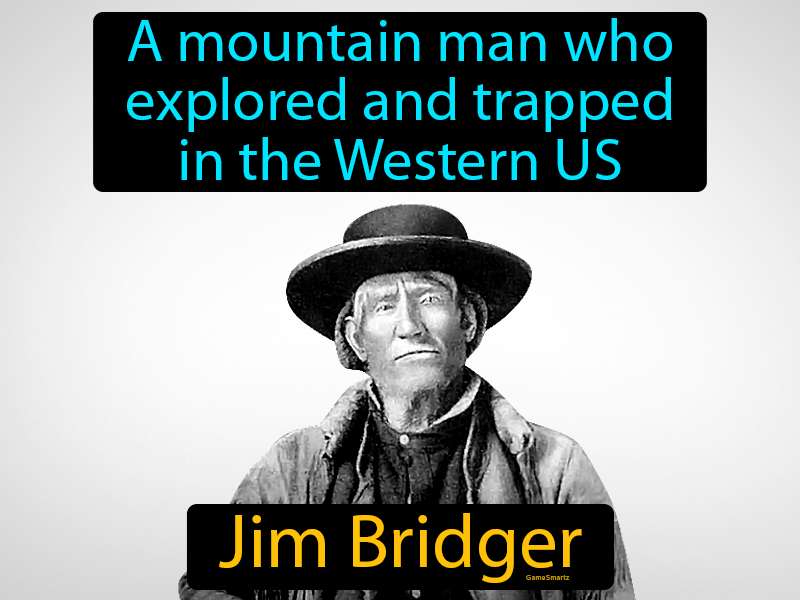 A mountain man who
explored and trapped
in the Western US
Jim Bridger
GameSmartz